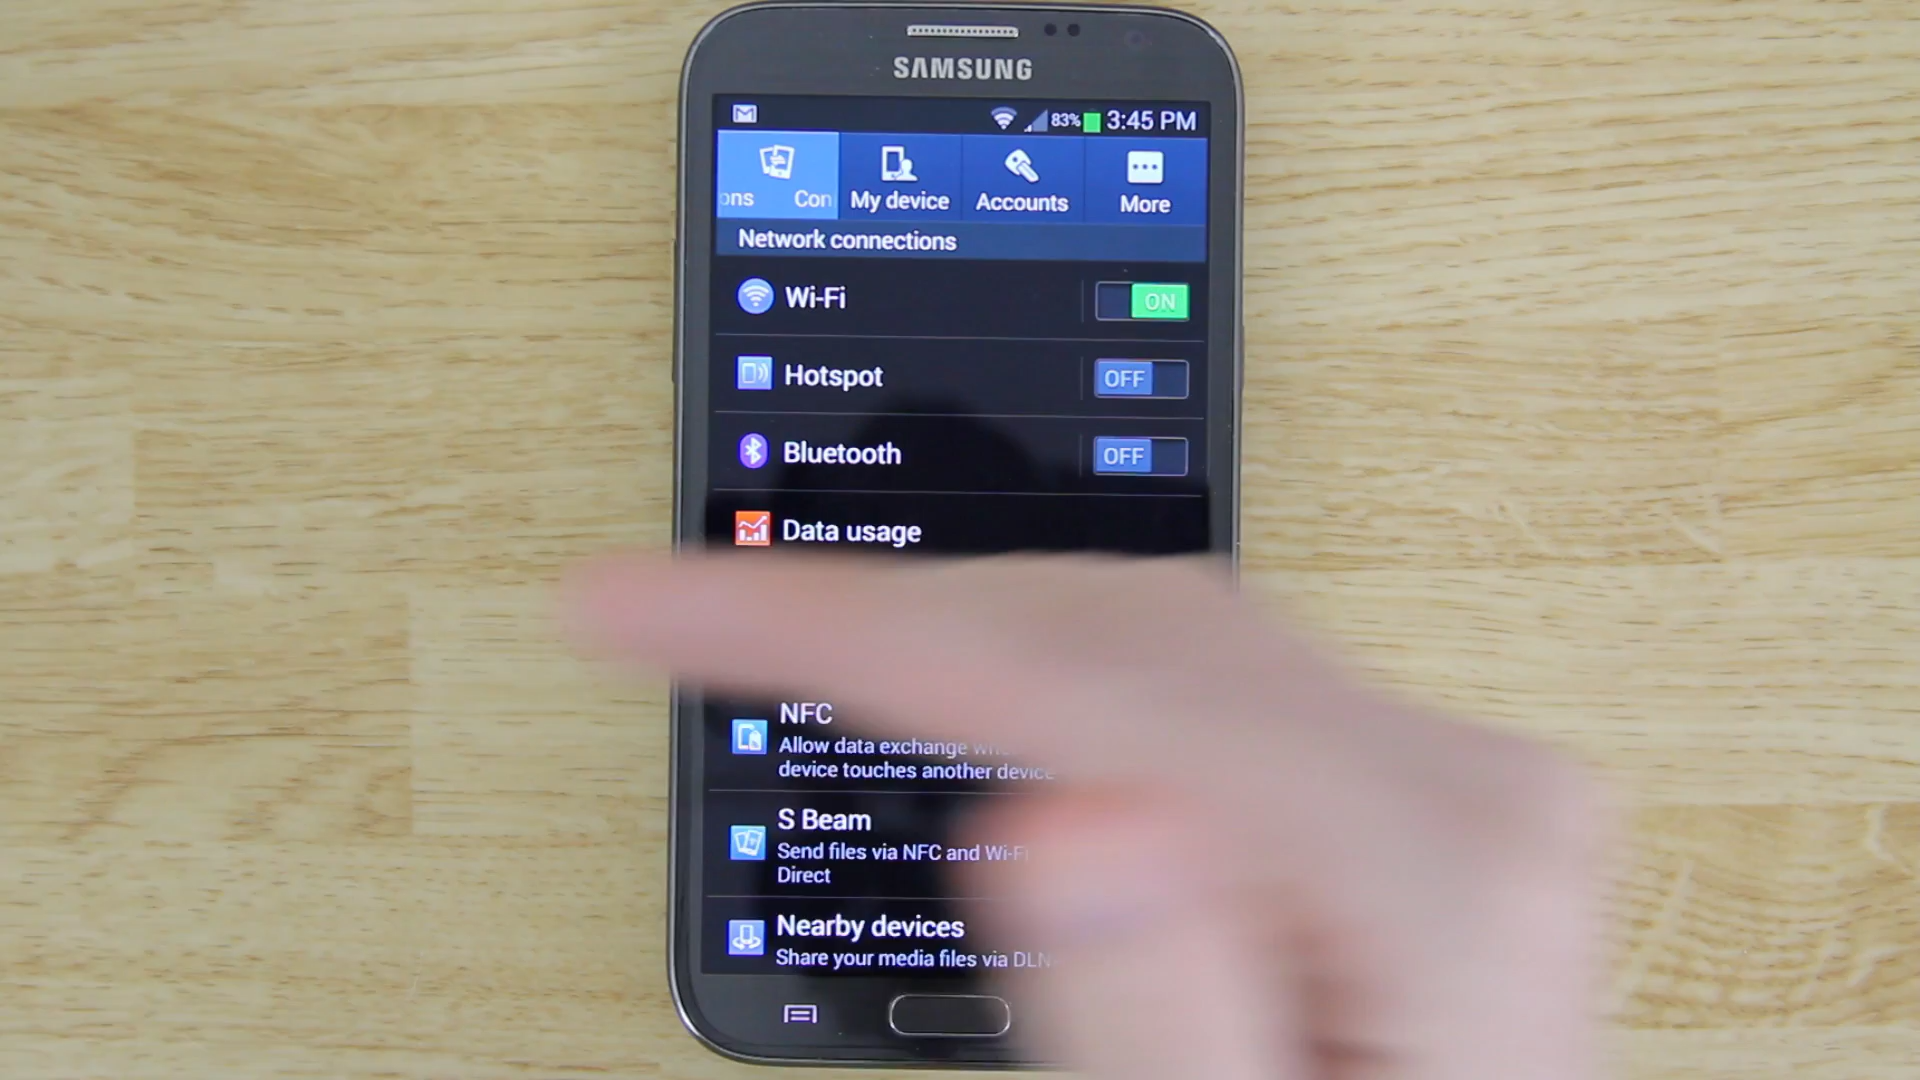 SAMSUNG
83% 3:45 PM
ons Con My device Accounts More
Network connections
Wi-Fi ON
Hotspot OFF
Bluetooth OFF
Data usage
NFC
Allow data exchange
device touches another device
S Beam
Send files via NFC and Wi-Fi
Direct
Nearby devices
Share your media files via DLN